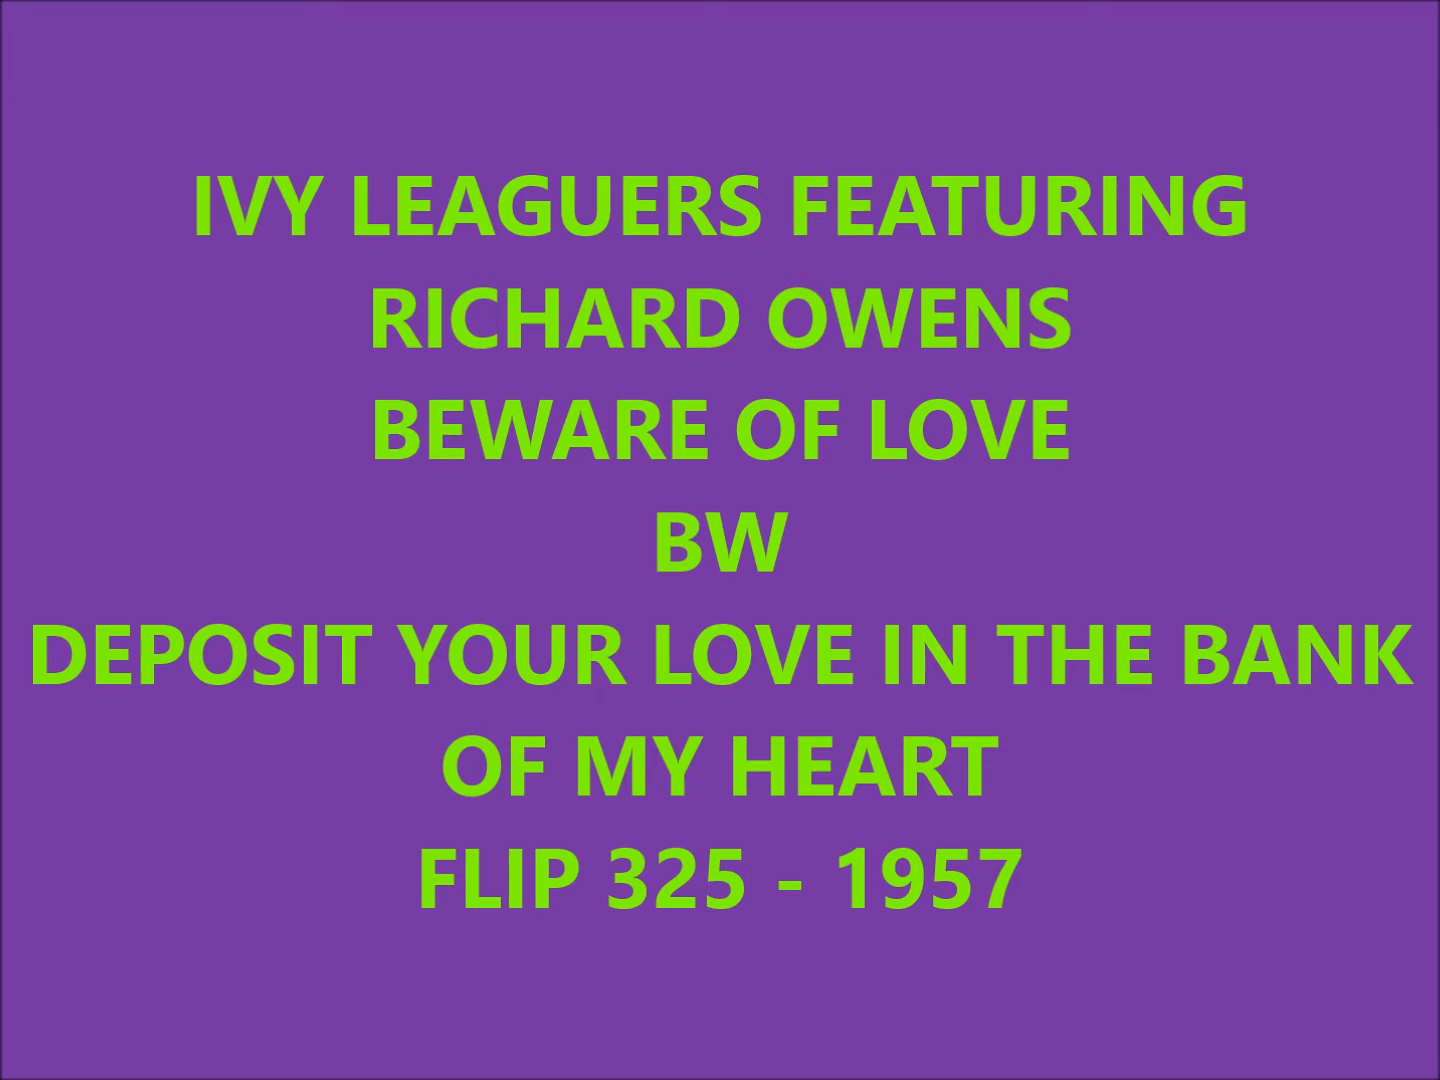 IVY LEAGUERS FEATURING
RICHARD OWENS
BEWARE OF LOVE
BW
DEPOSIT YOUR LOVE IN THE BANK
OF MY HEART
FLIP 325 - 1957